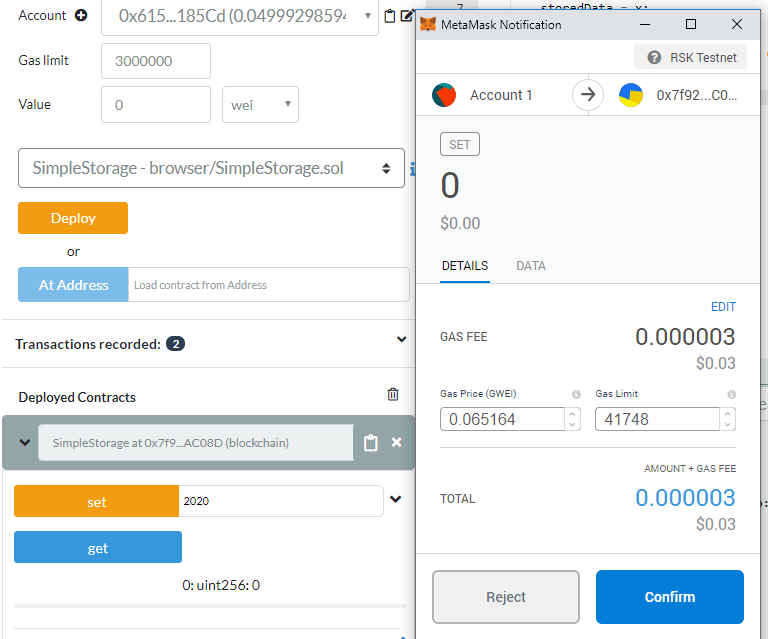 Account
0x615...185Cd (0.0499929859
Gas limit
3000000
Value
0
wei
SimpleStorage - browser/SimpleStorage.sol
Deploy
or
At Address
Load contract from Address
Transactions recorded: 2
Deployed Contracts
SimpleStorage at 0x7f9...AC08D (blockchain)
set
2020
get
0: uint256: 0
7
storedData = x;
MetaMask Notification
RSK Testnet
Account 1
0x7f92...C0...
SET
0
$0.00
DETAILS
DATA
EDIT
GAS FEE
0.000003
$0.03
Gas Price (GWEI)
Gas Limit
0.065164
41748
AMOUNT + GAS FEE
TOTAL
0.000003
$0.03
Reject
Confirm